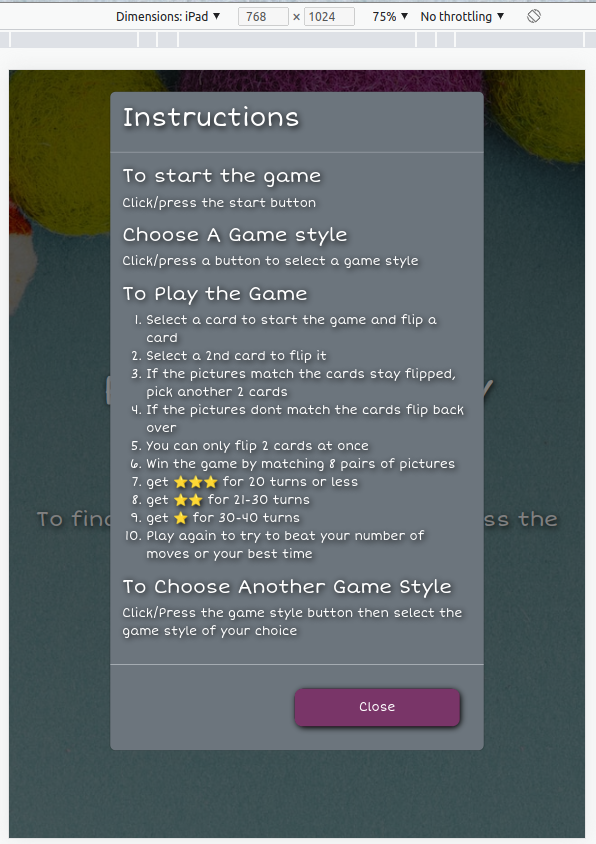 Dimensions: iPad ▼ 768 × 1024 75% ▼ No throttling ▼
Instructions
To start the game
Click/press the start button
Choose A Game style
Click/press a button to select a game style
To Play the Game
1. Select a card to start the game and flip a
card
2. Select a 2nd card to flip it
3. If the pictures match the cards stay flipped,
pick another 2 cards
4. If the pictures dont match the cards flip back
over
5. You can only flip 2 cards at once
6. Win the game by matching 8 pairs of pictures
7. get ⭐⭐⭐ for 20 turns or less
8. get ⭐⭐ for 21-30 turns
9. get ⭐ for 30-40 turns
To find ss the
10. Play again to try to beat your number of
moves or your best time
To Choose Another Game Style
Click/Press the game style button then select the
game style of your choice
Close